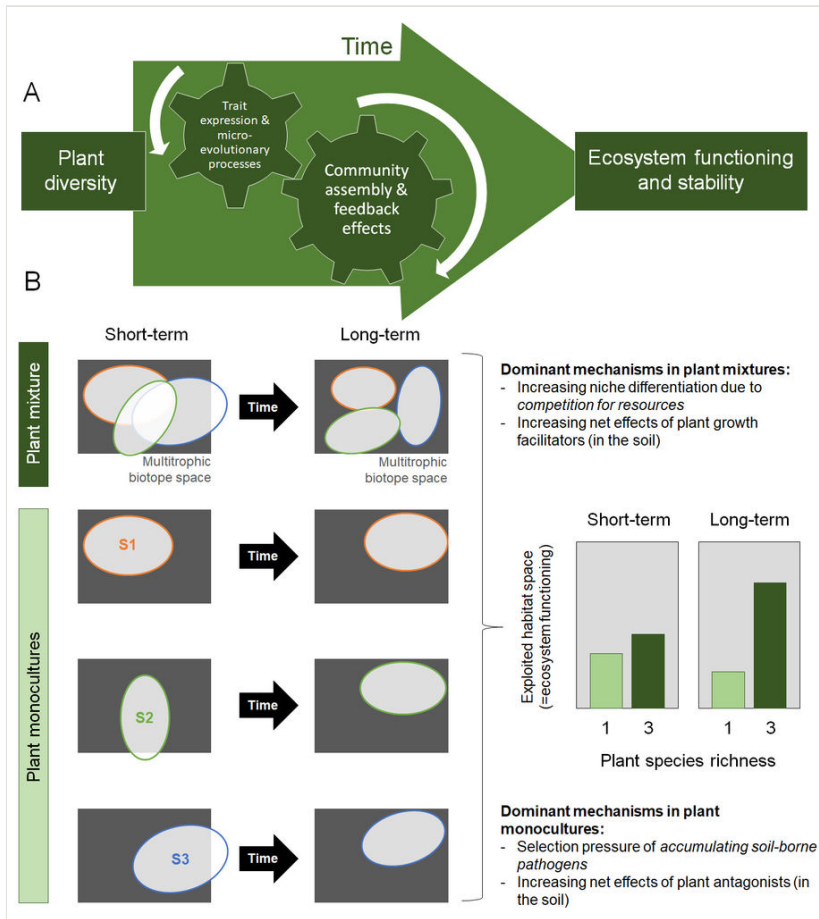 Time
A
Trait
expression &
micro-
evolutionary
processes
Plant
diversity
Community
assembly &
feedback
effects
Ecosystem functioning
and stability
B
Short-term
Long-term
Plant mixture
Time
Multitrophic
biotope space
Multitrophic
biotope space
Dominant mechanisms in plant mixtures:
- Increasing niche differentiation due to
competition for resources
- Increasing net effects of plant growth
facilitators (in the soil)
Plant monocultures
S1
Time
S2
Time
S3
Time
Short-term
Long-term
Exploited habitat space
(=ecosystem functioning)
1
3
1
3
Plant species richness
Dominant mechanisms in plant
monocultures:
- Selection pressure of accumulating soil-borne
pathogens
- Increasing net effects of plant antagonists (in
the soil)